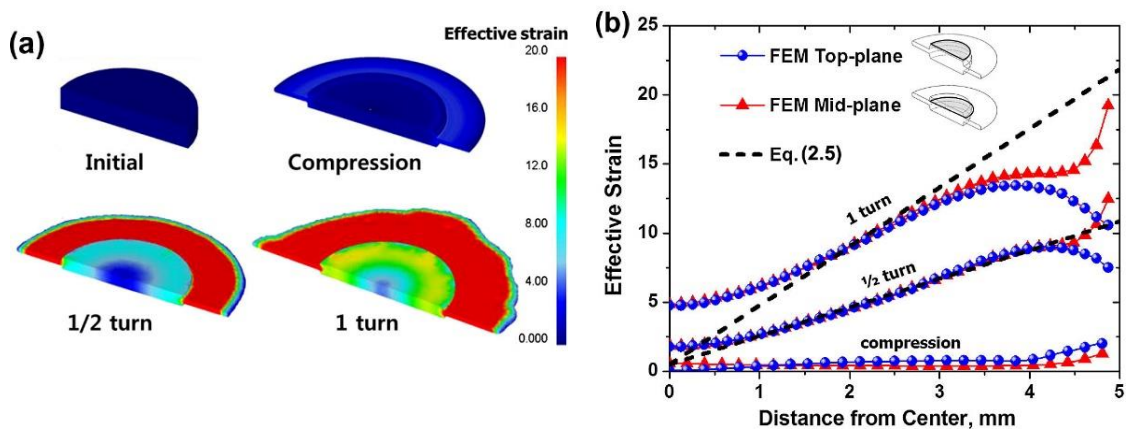 (a)
Effective strain
20.0
16.0
12.0
8.00
4.00
0.000
Initial
Compression
1/2 turn
1 turn
(b)
25
20
15
10
5
0
Effective Strain
FEM Top-plane
FEM Mid-plane
Eq. (2.5)
1 turn
½ turn
compression
0 1 2 3 4 5
Distance from Center, mm